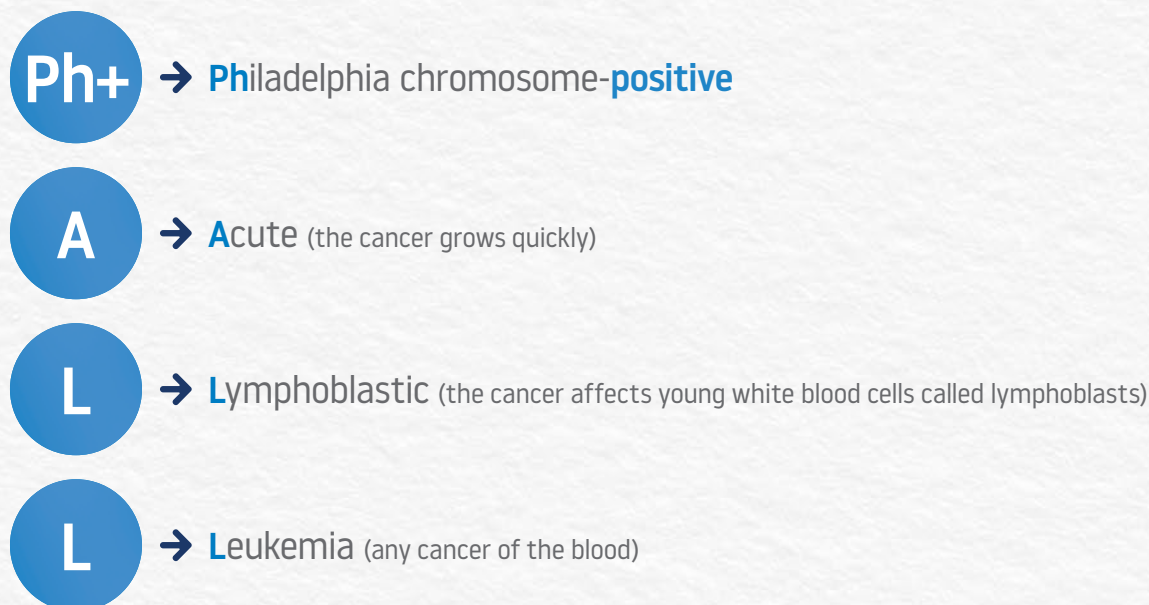 Ph+ → Philadelphia chromosome-positive
A → Acute (the cancer grows quickly)
L → Lymphoblastic (the cancer affects young white blood cells called lymphoblasts)
L → Leukemia (any cancer of the blood)